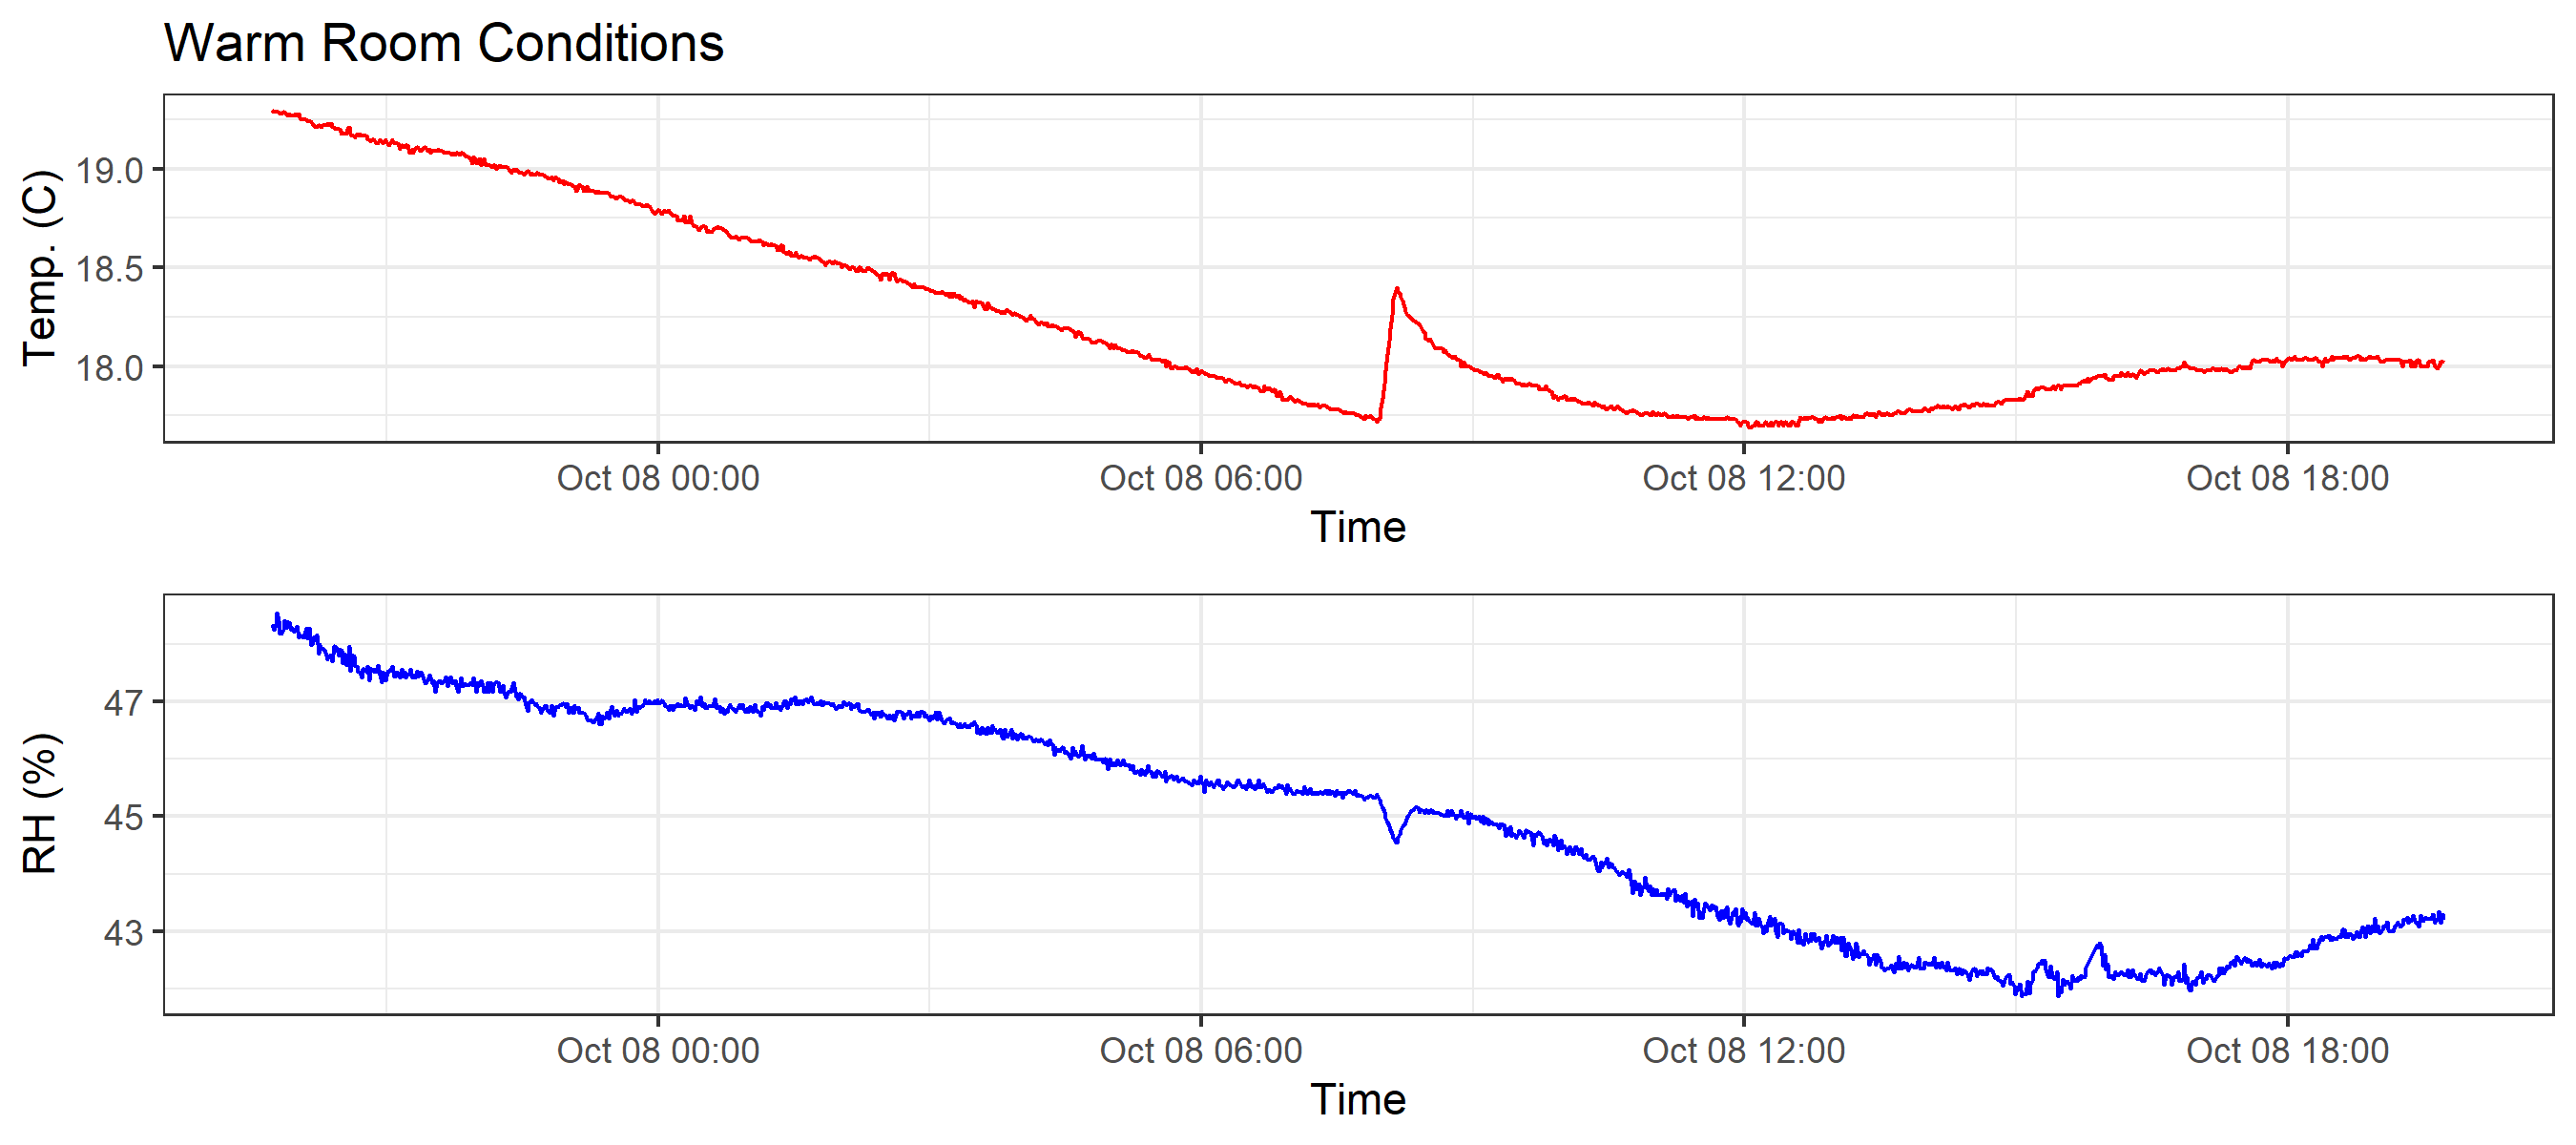 Warm Room Conditions
Temp. (C)
19.0
18.5
18.0
Oct 08 00:00 Oct 08 06:00 Oct 08 12:00 Oct 08 18:00
Time
RH (%)
47
45
43
Oct 08 00:00 Oct 08 06:00 Oct 08 12:00 Oct 08 18:00
Time